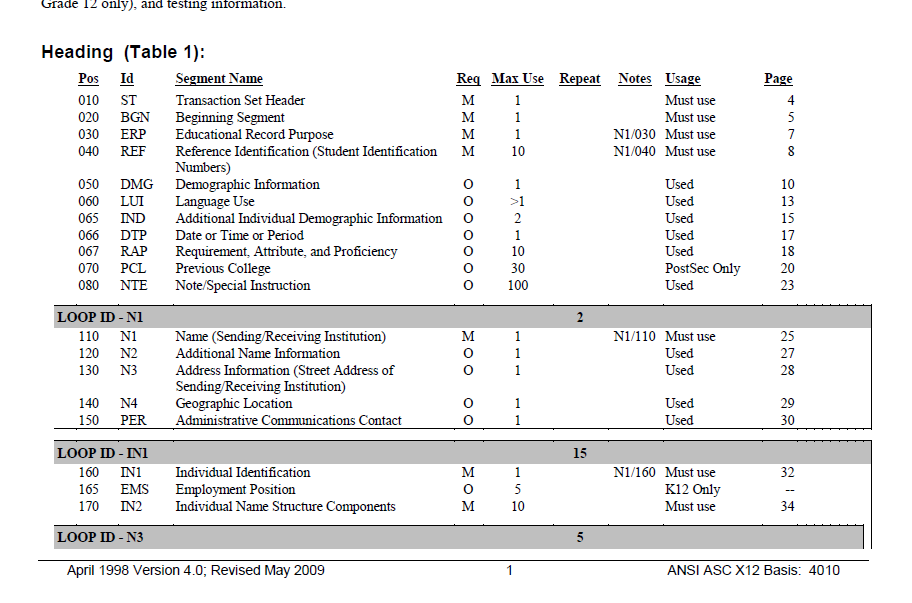 Grade 12 only), and testing information.
Heading (Table 1):
Pos Id Segment Name Req Max Use Repeat Notes Usage Page
010 ST Transaction Set Header M 1 Must use 4
020 BGN Beginning Segment M 1 Must use 5
030 ERP Educational Record Purpose M 1 N1/030 Must use 7
040 REF Reference Identification (Student Identification M 10 N1/040 Must use 8
Numbers)
050 DMG Demographic Information O 1 Used 10
060 LUI Language Use O >1 Used 13
065 IND Additional Individual Demographic Information O 2 Used 15
066 DTP Date or Time or Period O 1 Used 17
067 RAP Requirement, Attribute, and Proficiency O 10 Used 18
070 PCL Previous College O 30 PostSec Only 20
080 NTE Note/Special Instruction O 100 Used 23
LOOP ID - N1 2
110 N1 Name (Sending/Receiving Institution) M 1 N1/110 Must use 25
120 N2 Additional Name Information O 1 Used 27
130 N3 Address Information (Street Address of O 1 Used 28
Sending/Receiving Institution)
140 N4 Geographic Location O 1 Used 29
150 PER Administrative Communications Contact O 1 Used 30
LOOP ID - IN1 15
160 IN1 Individual Identification M 1 N1/160 Must use 32
165 EMS Employment Position O 5 K12 Only --
170 IN2 Individual Name Structure Components M 10 Must use 34
LOOP ID - N3 5
April 1998 Version 4.0; Revised May 2009 1 ANSI ASC X12 Basis: 4010